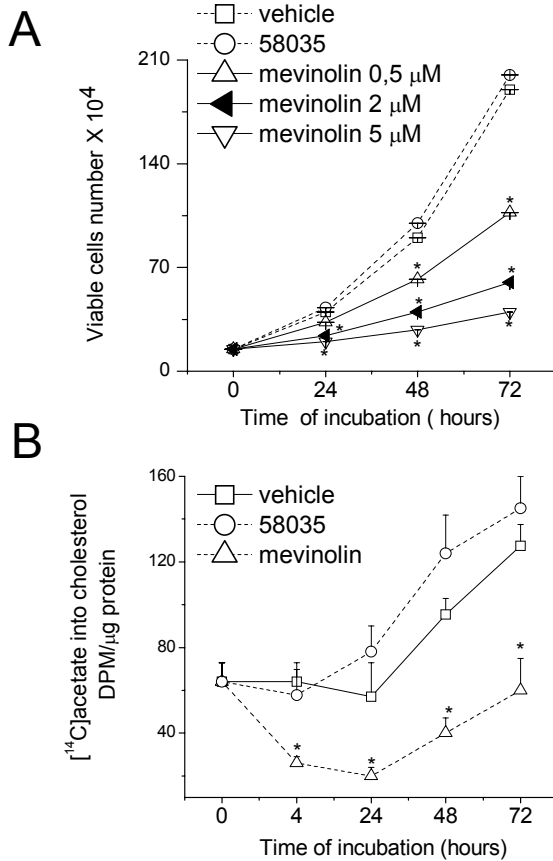 A
vehicle
58035
mevinolin 0,5 μM
mevinolin 2 μM
mevinolin 5 μM
210
140
70
0
Viable cells number X 10⁴
* * *
* * *
* * *
0 24 48 72
Time of incubation ( hours)
B
vehicle
58035
mevinolin
160
120
80
40
[¹⁴C]acetate into cholesterol
DPM/μg protein
* * * *
0 4 24 48 72
Time of incubation (hours)